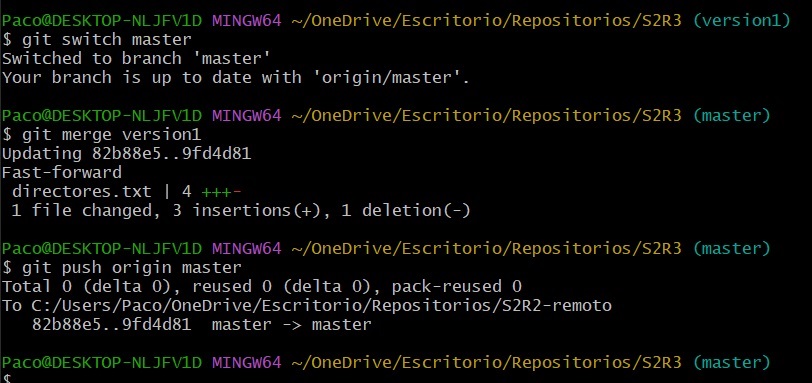 Paco@DESKTOP-NLJFV1D MINGW64 ~/OneDrive/Escritorio/Repositorios/S2R3 (version1)
$ git switch master
Switched to branch 'master'
Your branch is up to date with 'origin/master'.
Paco@DESKTOP-NLJFV1D MINGW64 ~/OneDrive/Escritorio/Repositorios/S2R3 (master)
$ git merge version1
Updating 82b88e5..9fd4d81
Fast-forward
 directores.txt | 4 +++-
 1 file changed, 3 insertions(+), 1 deletion(-)
Paco@DESKTOP-NLJFV1D MINGW64 ~/OneDrive/Escritorio/Repositorios/S2R3 (master)
$ git push origin master
Total 0 (delta 0), reused 0 (delta 0), pack-reused 0
To C:/Users/Paco/OneDrive/Escritorio/Repositorios/S2R2-remoto
   82b88e5..9fd4d81  master -> master
Paco@DESKTOP-NLJFV1D MINGW64 ~/OneDrive/Escritorio/Repositorios/S2R3 (master)
$